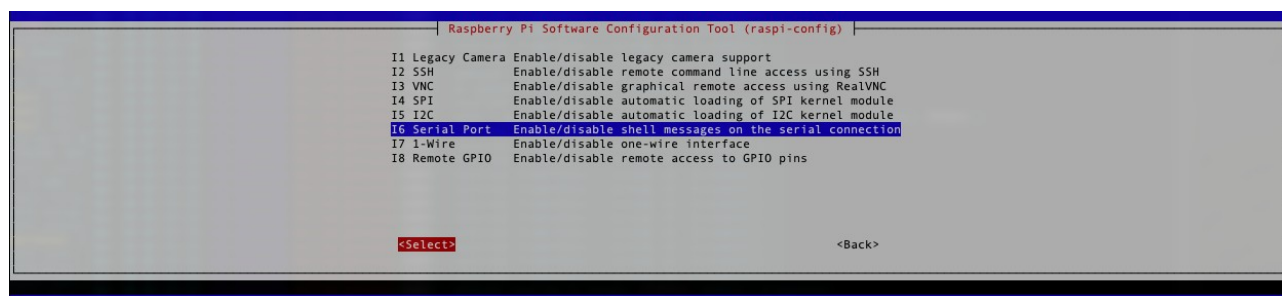 Raspberry Pi Software Configuration Tool (raspi-config)
I1 Legacy Camera Enable/disable legacy camera support
I2 SSH Enable/disable remote command line access using SSH
I3 VNC Enable/disable graphical remote access using RealVNC
I4 SPI Enable/disable automatic loading of SPI kernel module
I5 I2C Enable/disable automatic loading of I2C kernel module
I6 Serial Port Enable/disable shell messages on the serial connection
I7 1-Wire Enable/disable one-wire interface
I8 Remote GPIO Enable/disable remote access to GPIO pins
<Select> <Back>